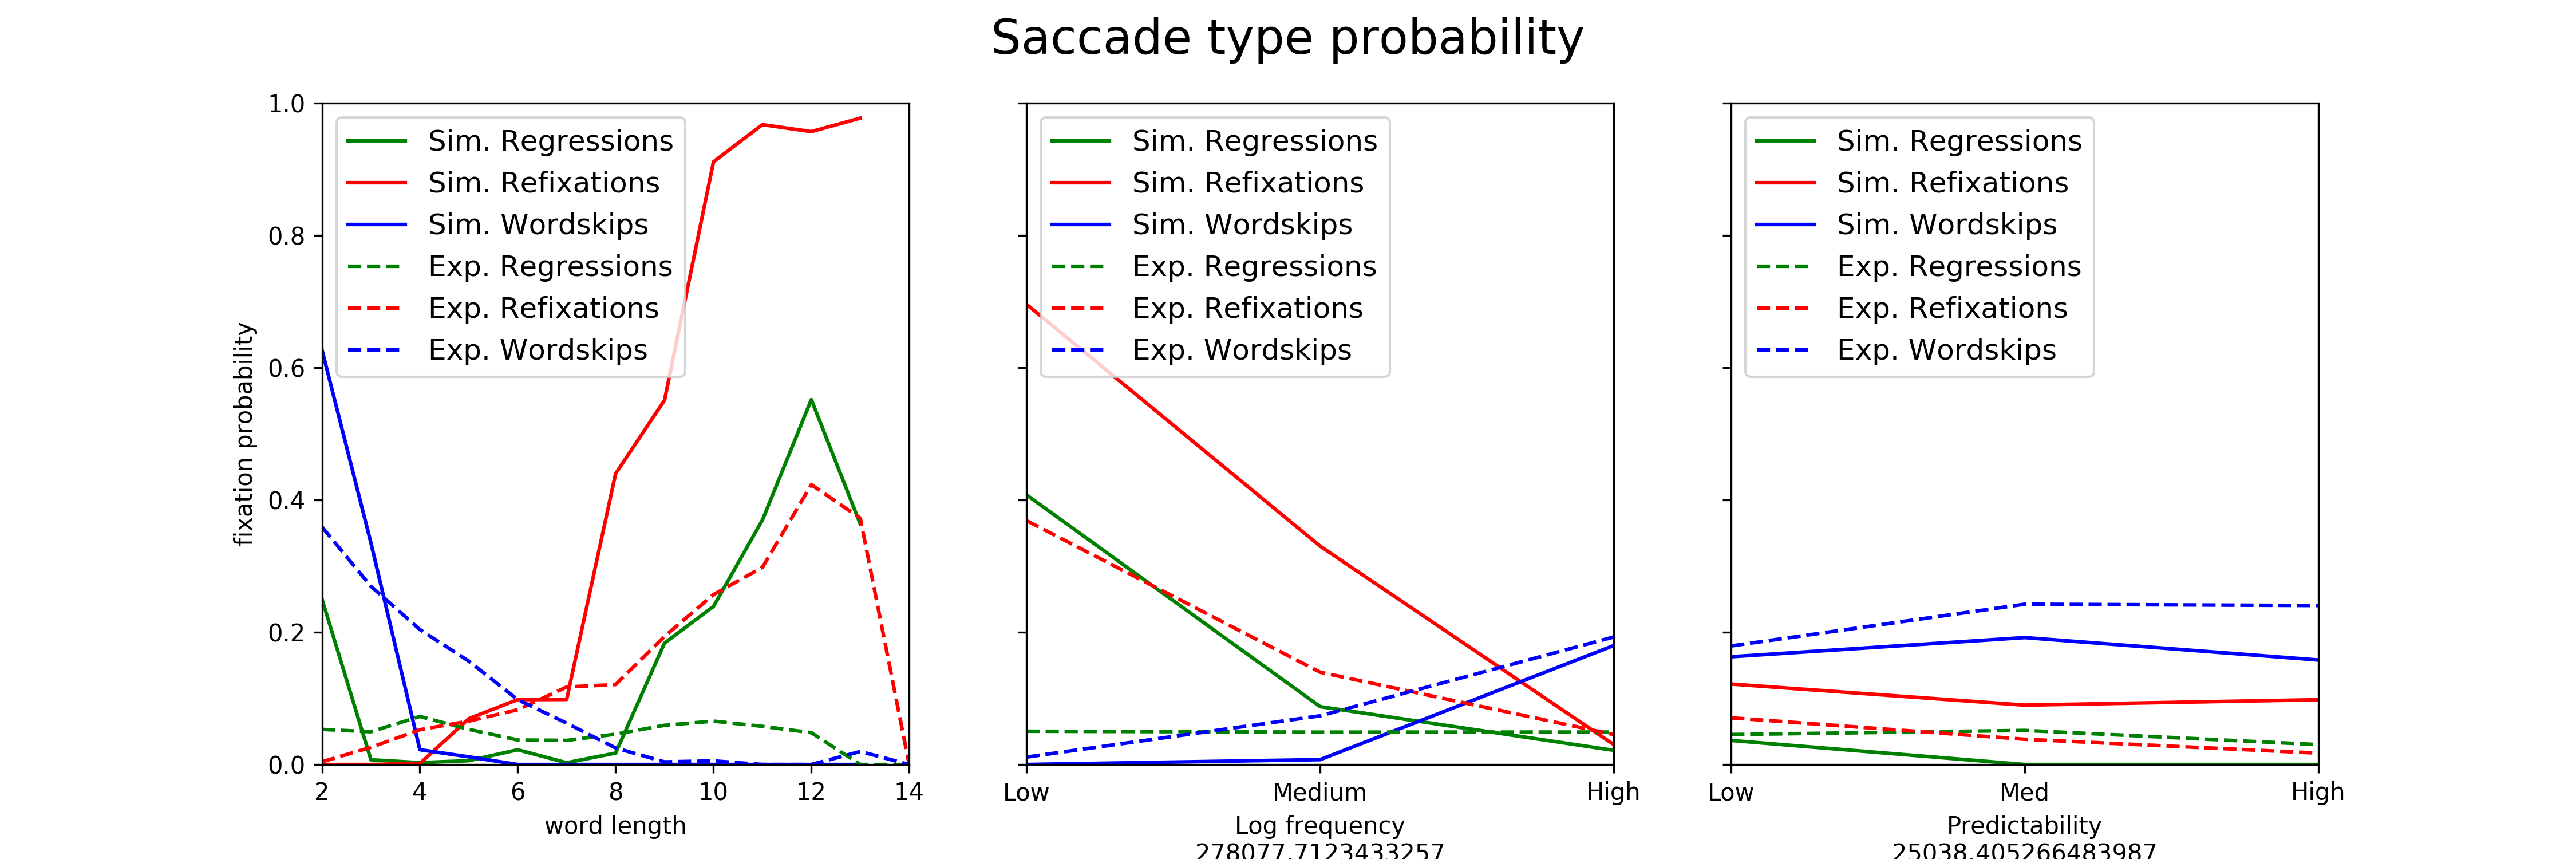 Saccade type probability
fixation probability
1.0
0.8
0.6
0.4
0.2
0.0
2 4 6 8 10 12 14
word length
Sim. Regressions
Sim. Refixations
Sim. Wordskips
Exp. Regressions
Exp. Refixations
Exp. Wordskips
Sim. Regressions
Sim. Refixations
Sim. Wordskips
Exp. Regressions
Exp. Refixations
Exp. Wordskips
Low Medium High
Log frequency
278077.7123433257
Sim. Regressions
Sim. Refixations
Sim. Wordskips
Exp. Regressions
Exp. Refixations
Exp. Wordskips
Low Med High
Predictability
25038.405266483987